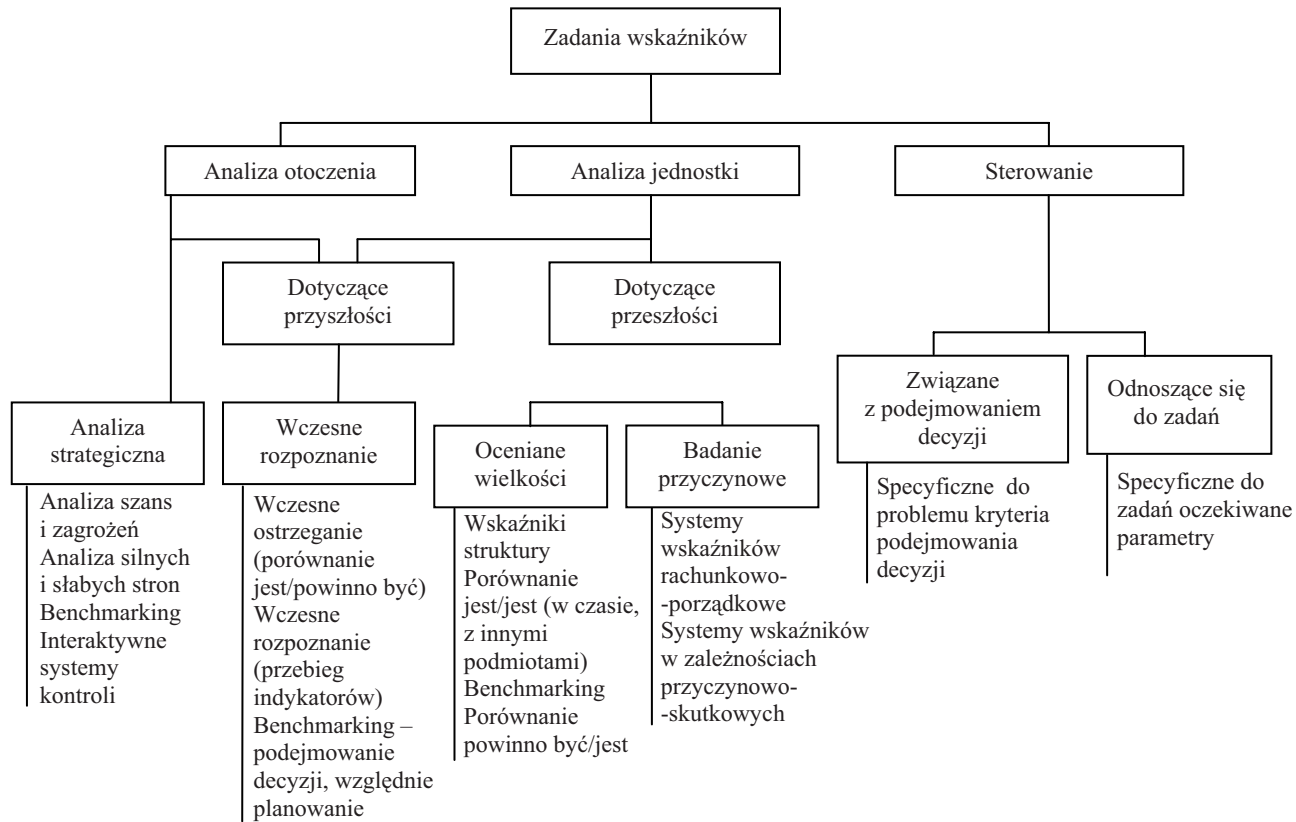 Zadania wskaźników
Analiza otoczenia
Analiza jednostki
Sterowanie
Dotyczące
przyszłości
Dotyczące
przeszłości
Analiza
strategiczna
Analiza szans
i zagrożeń
Analiza silnych
i słabych stron
Benchmarking
Interaktywne
systemy
kontroli
Wczesne
rozpoznanie
Wczesne
ostrzeganie
(porównanie
jest/powinno być)
Wczesne
rozpoznanie
(przebieg
indykatorów)
Benchmarking –
podejmowanie
decyzji, względnie
planowanie
Oceniane
wielkości
Wskaźniki
struktury
Porównanie
jest/jest (w czasie,
z innymi
podmiotami)
Benchmarking
Porównanie
powinno być/jest
Badanie
przyczynowe
Systemy
wskaźników
rachunkowo-
-porządkowe
Systemy wskaźników
w zależnościach
przyczynowo-
-skutkowych
Związane
z podejmowaniem
decyzji
Specyficzne do
problemu kryteria
podejmowania
decyzji
Odnoszące się
do zadań
Specyficzne do
zadań oczekiwane
parametry